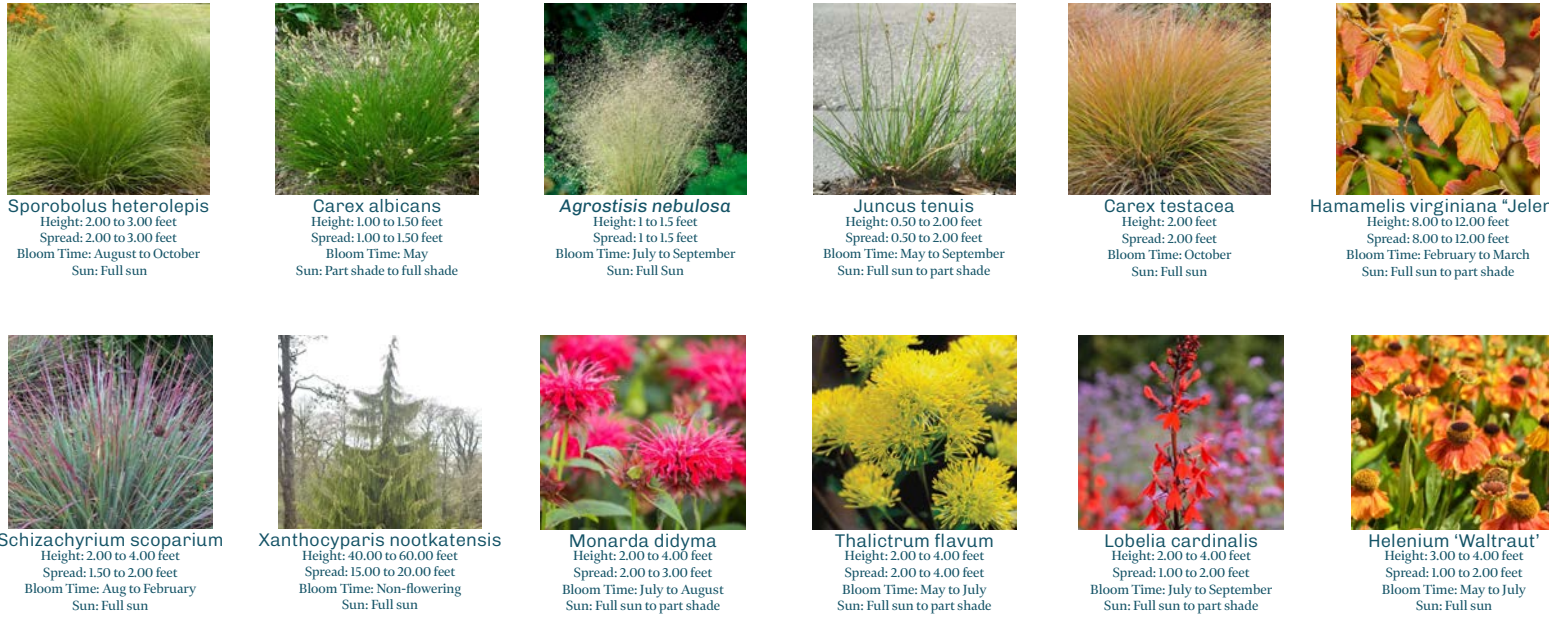 Sporobolus heterolepis
Height: 2.00 to 3.00 feet
Spread: 2.00 to 3.00 feet
Bloom Time: August to October
Sun: Full sun
Carex albicans
Height: 1.00 to 1.50 feet
Spread: 1.00 to 1.50 feet
Bloom Time: May
Sun: Part shade to full shade
Agrostisis nebulosa
Height: 1 to 1.5 feet
Spread: 1 to 1.5 feet
Bloom Time: July to September
Sun: Full Sun
Juncus tenuis
Height: 0.50 to 2.00 feet
Spread: 0.50 to 2.00 feet
Bloom Time: May to September
Sun: Full sun to part shade
Carex testacea
Height: 2.00 feet
Spread: 2.00 feet
Bloom Time: October
Sun: Full sun
Hamamelis virginiana
Height: 8.00 to 12.00 feet
Spread: 8.00 to 12.00 feet
Bloom Time: February to March
Sun: Full sun to part shade
Schizachyrium scoparium
Height: 2.00 to 4.00 feet
Spread: 1.50 to 2.00 feet
Bloom Time: Aug to February
Sun: Full sun
Xanthocyparis nootkatensis
Height: 40.00 to 60.00 feet
Spread: 15.00 to 20.00 feet
Bloom Time: Non-flowering
Sun: Full sun
Monarda didyma
Height: 2.00 to 4.00 feet
Spread: 2.00 to 3.00 feet
Bloom Time: July to August
Sun: Full sun to part shade
Thalictrum flavum
Height: 2.00 to 4.00 feet
Spread: 2.00 to 4.00 feet
Bloom Time: May to July
Sun: Full sun to part shade
Lobelia cardinalis
Height: 2.00 to 4.00 feet
Spread: 1.00 to 2.00 feet
Bloom Time: July to September
Sun: Full sun to part shade
Helenium ‘Waltraut’
Height: 3.00 to 4.00 feet
Spread: 1.00 to 2.00 feet
Bloom Time: May to July
Sun: Full sun